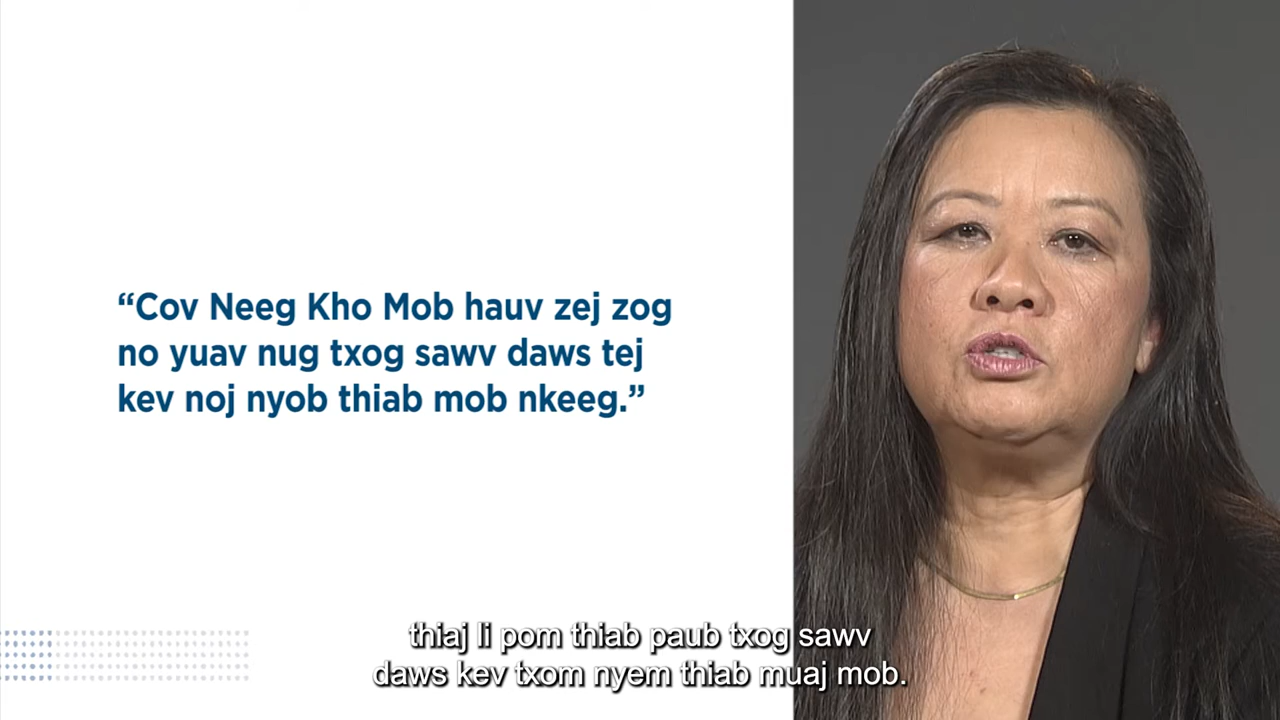 “Cov Neeg Kho Mob hauv zej zog
no yuav nug txog sawv daws tej
kev noj nyob thiab mob nkeeg.”
thiaj li pom thiab paub txog sawv
daws kev txom nyem thiab muaj mob.